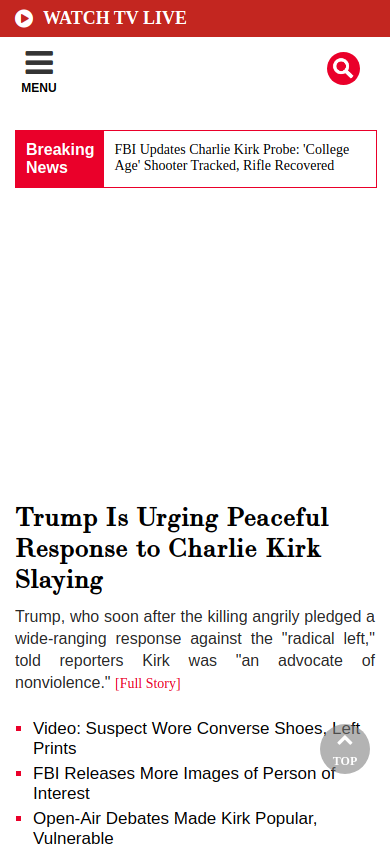 WATCH TV LIVE
MENU
Breaking
News
FBI Updates Charlie Kirk Probe: 'College
Age' Shooter Tracked, Rifle Recovered
Trump Is Urging Peaceful
Response to Charlie Kirk
Slaying
Trump, who soon after the killing angrily pledged a
wide-ranging response against the "radical left,"
told reporters Kirk was "an advocate of
nonviolence." [Full Story]
Video: Suspect Wore Converse Shoes, Left
Prints
FBI Releases More Images of Person of
Interest
TOP
Open-Air Debates Made Kirk Popular,
Vulnerable